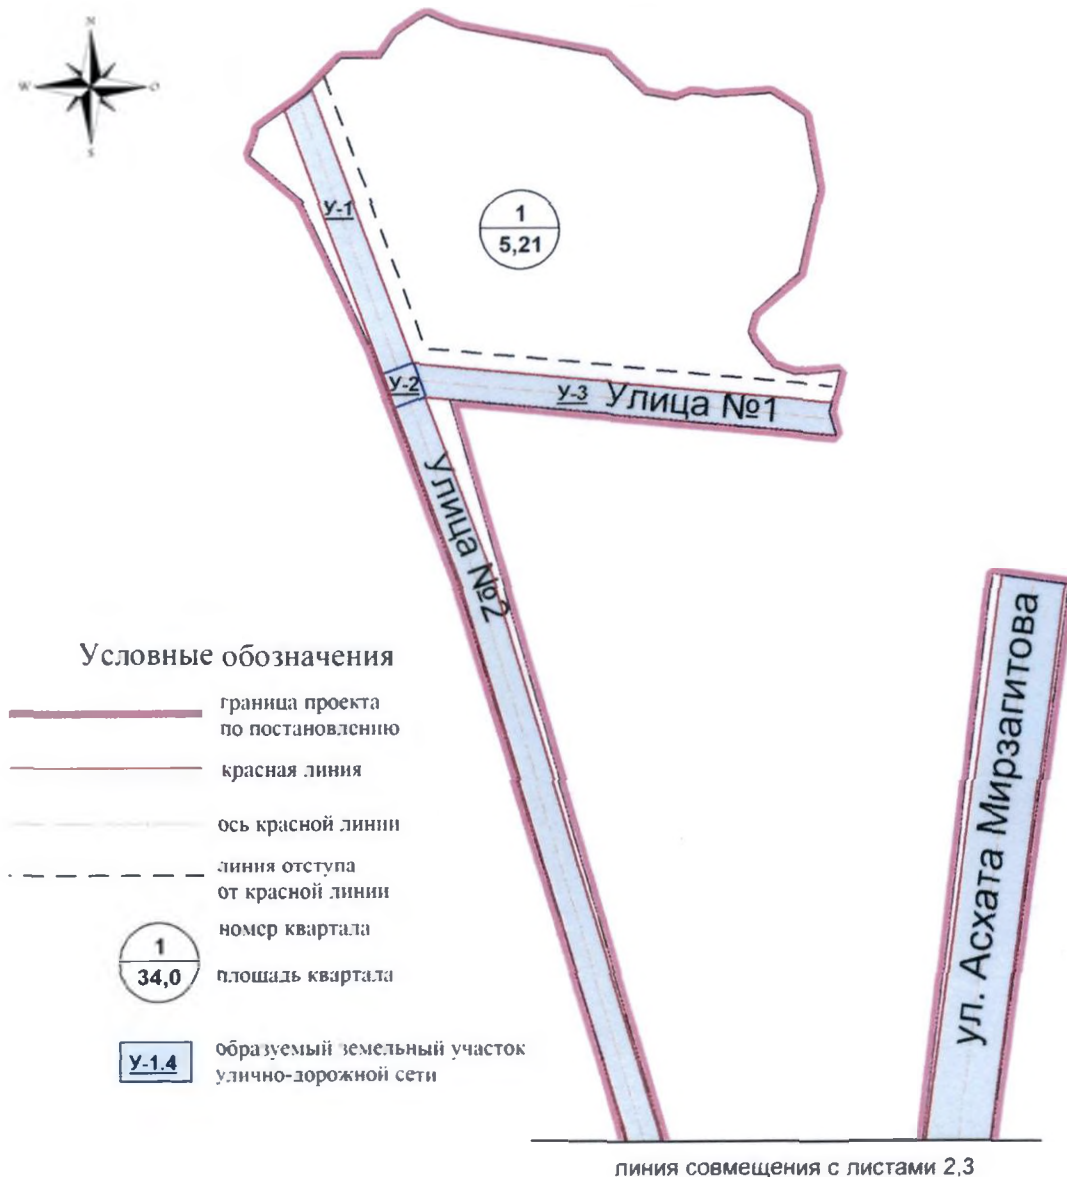 N
W
O
S
У-1
1
5,21
У-2
У-3 Улица №1
Улица №2
ул. Асхата Мирзагитова
Условные обозначения
граница проекта
по постановлению
красная линия
ось красной линии
линия отступа
от красной линии
1
34,0
номер квартала
площадь квартала
У-1.4
образуемый земельный участок
улично-дорожной сети
линия совмещения с листами 2,3